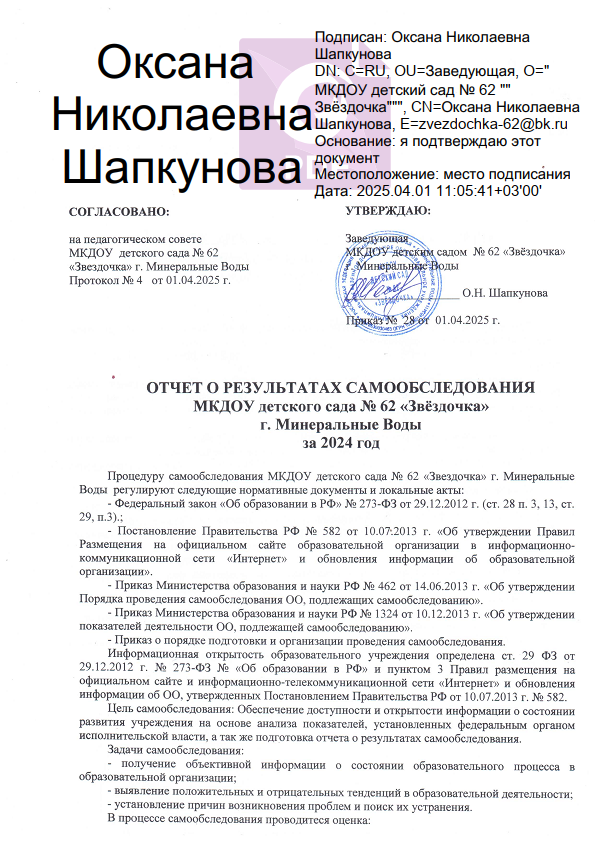 Оксана
Николаевна
Шапкунова
Подписан: Оксана Николаевна
Шапкунова
DN: C=RU, OU=Заведующая, O="
МКДОУ детский сад № 62 ""
Звёздочка""", CN=Оксана Николаевна
Шапкунова, E=zvezdochka-62@bk.ru
Основание: я подтверждаю этот
документ
Местоположение: место подписания
Дата: 2025.04.01 11:05:41+03'00'
СОГЛАСОВАНО:
на педагогическом совете
МКДОУ детского сада № 62
«Звездочка» г. Минеральные Воды
Протокол № 4 от 01.04.2025 г.
УТВЕРЖДАЮ:
Заведующая
МКДОУ детским садом № 62 «Звёздочка»
Минеральные Воды
О.Н. Шапкунова
Приказ № 28 от 01.04.2025 г.
ОТЧЕТ О РЕЗУЛЬТАТАХ САМООБСЛЕДОВАНИЯ
МКДОУ детского сада № 62 «Звёздочка»
г. Минеральные Воды
за 2024 год
Процедуру самообследования МКДОУ детского сада № 62 «Звездочка» г. Минеральные
Воды регулируют следующие нормативные документы и локальные акты:
- Федеральный закон «Об образовании в РФ» № 273-ФЗ от 29.12.2012 г. (ст. 28 п. 3, 13, ст.
29, п.3).;
- Постановление Правительства РФ № 582 от 10.07.2013 г. «Об утверждении Правил
Размещения на официальном сайте образовательной организации в информационно-
коммуникационной сети «Интернет» и обновления информации об образовательной
организации».
- Приказ Министерства образования и науки РФ № 462 от 14.06.2013 г. «Об утверждении
Порядка проведения самообследования ОО, подлежащих самообследованию».
- Приказ Министерства образования и науки РФ № 1324 от 10.12.2013 г. «Об утверждении
показателей деятельности ОО, подлежащей самообследованию».
- Приказ о порядке подготовки и организации проведения самообследования.
Информационная открытость образовательного учреждения определена ст. 29 ФЗ от
29.12.2012 г. № 273-ФЗ № «Об образовании в РФ» и пунктом 3 Правил размещения на
официальном сайте и информационно-телекоммуникационной сети «Интернет» и обновления
информации об ОО, утвержденных Постановлением Правительства РФ от 10.07.2013 г. № 582.
Цель самообследования: Обеспечение доступности и открытости информации о состоянии
развития учреждения на основе анализа показателей, установленных федеральным органом
исполнительской власти, а так же подготовка отчета о результатах самообследования.
Задачи самообследования:
- получение объективной информации о состоянии образовательного процесса в
образовательной организации;
- выявление положительных и отрицательных тенденций в образовательной деятельности;
- установление причин возникновения проблем и поиск их устранения.
В процессе самообследования проводитеся оценка: